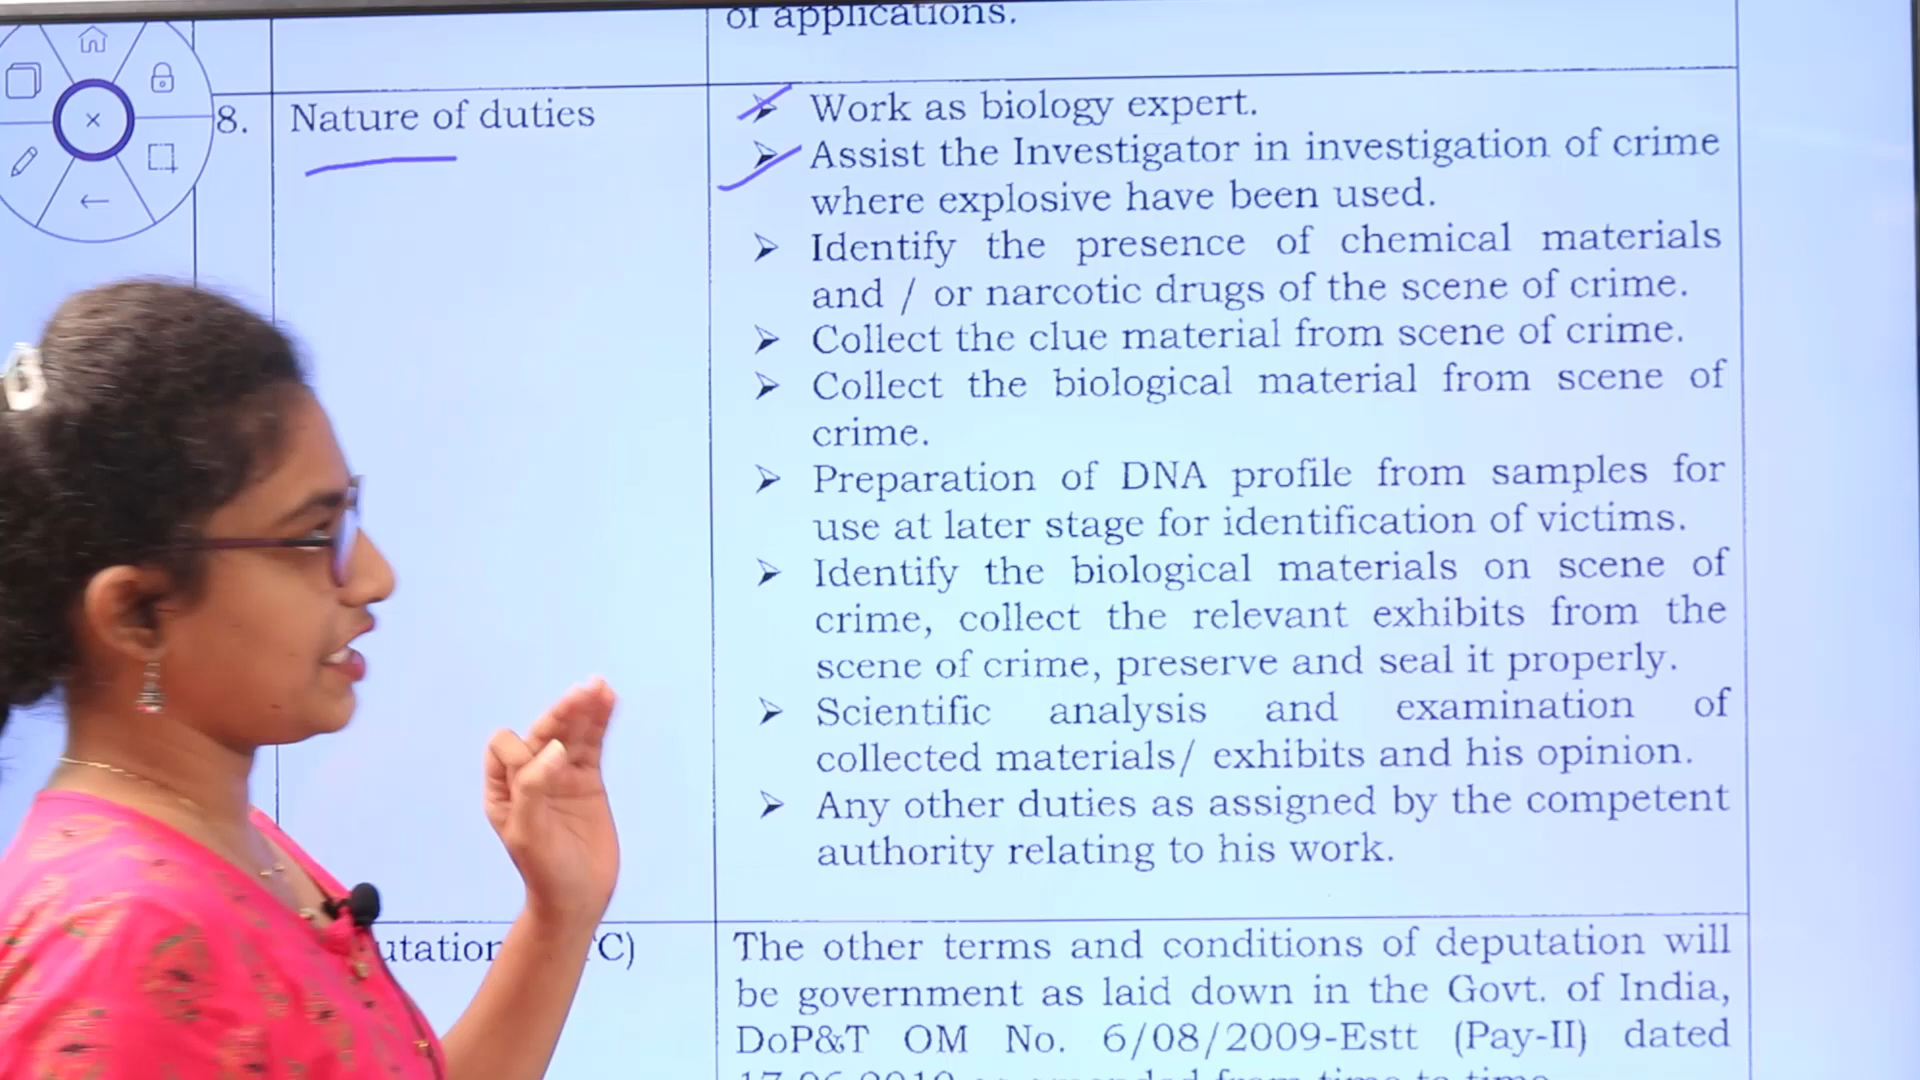 of applications.
8. Nature of duties
➢ Work as biology expert.
➢ Assist the Investigator in investigation of crime
where explosive have been used.
➢ Identify the presence of chemical materials
and / or narcotic drugs of the scene of crime.
➢ Collect the clue material from scene of crime.
➢ Collect the biological material from scene of
crime.
➢ Preparation of DNA profile from samples for
use at later stage for identification of victims.
➢ Identify the biological materials on scene of
crime, collect the relevant exhibits from the
scene of crime, preserve and seal it properly.
➢ Scientific analysis and examination of
collected materials/ exhibits and his opinion.
➢ Any other duties as assigned by the competent
authority relating to his work.
The other terms and conditions of deputation will
be government as laid down in the Govt. of India,
DoP&T OM No. 6/08/2009-Estt (Pay-II) dated